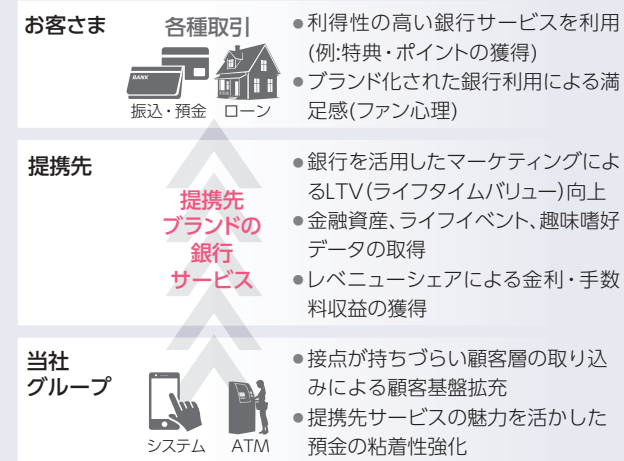 お客さま
各種取引
BANK
振込・預金
ローン
●利得性の高い銀行サービスを利用
(例:特典・ポイントの獲得)
●ブランド化された銀行利用による満
足感(ファン心理)
提携先
提携先
ブランドの
銀行
サービス
●銀行を活用したマーケティングによ
るLTV(ライフタイムバリュー)向上
●金融資産、ライフイベント、趣味嗜好
データの取得
●レベニューシェアによる金利・手数
料収益の獲得
当社
グループ
システム
ATM
●接点が持ちづらい顧客層の取り込
みによる顧客基盤拡充
●提携先サービスの魅力を活かした
預金の粘着性強化